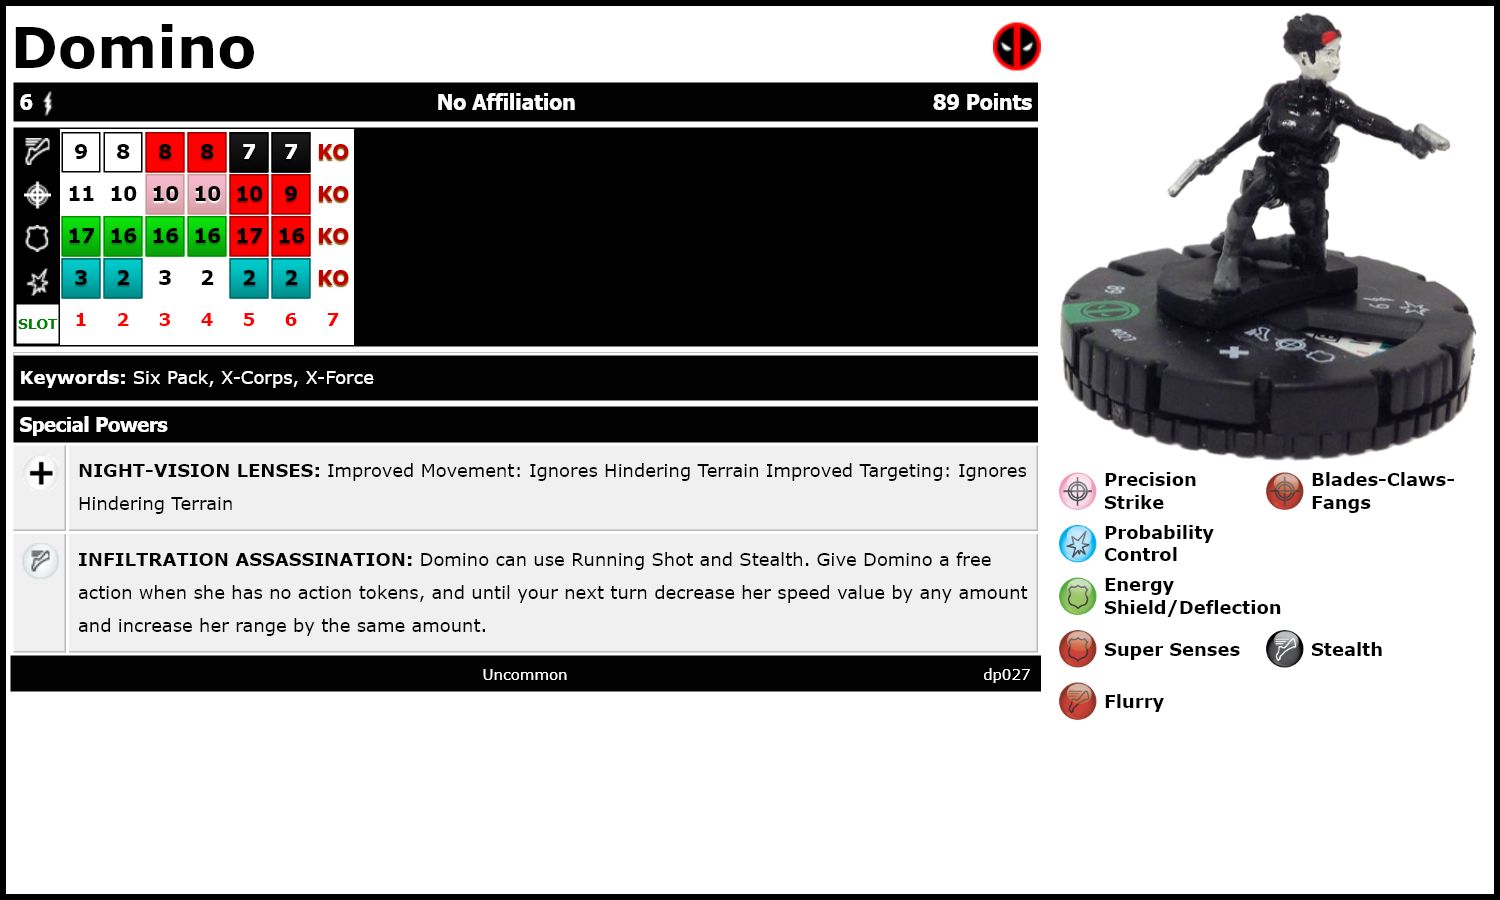 Domino
6 No Affiliation 89 Points
9 8 8 8 7 7 KO
11 10 10 10 10 9 KO
17 16 16 16 17 16 KO
3 2 3 2 2 2 KO
SLOT 1 2 3 4 5 6 7
Keywords: Six Pack, X-Corps, X-Force
Special Powers
NIGHT-VISION LENSES: Improved Movement: Ignores Hindering Terrain Improved Targeting: Ignores
Hindering Terrain
INFILTRATION ASSASSINATION: Domino can use Running Shot and Stealth. Give Domino a free
action when she has no action tokens, and until your next turn decrease her speed value by any amount
and increase her range by the same amount.
Uncommon dp027
89
#027
6
Precision
Strike
Blades-Claws-
Fangs
Probability
Control
Energy
Shield/Deflection
Super Senses
Stealth
Flurry